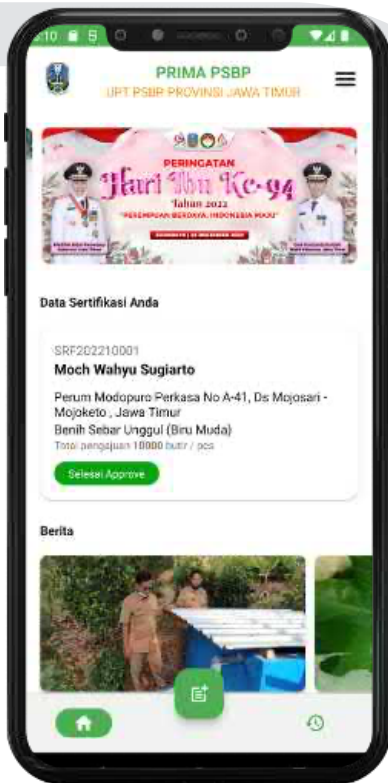 PRIMA PSBP
UPT PSBP PROVINSI JAWA TIMUR
PERINGATAN
Hari Ibu Ke-94
Tahun 2022
"PEREMPUAN BERDAYA, INDONESIA MAJU"
Data Sertifikasi Anda
SRF202210001
Moch Wahyu Sugiarto
Perum Modopuro Perkasa No A-41, Ds Mojosari -
Mojoketo , Jawa Timur
Benih Sebar Unggul (Biru Muda)
Total pengajuan 10000 butir / pcs
Selesai Approve
Berita